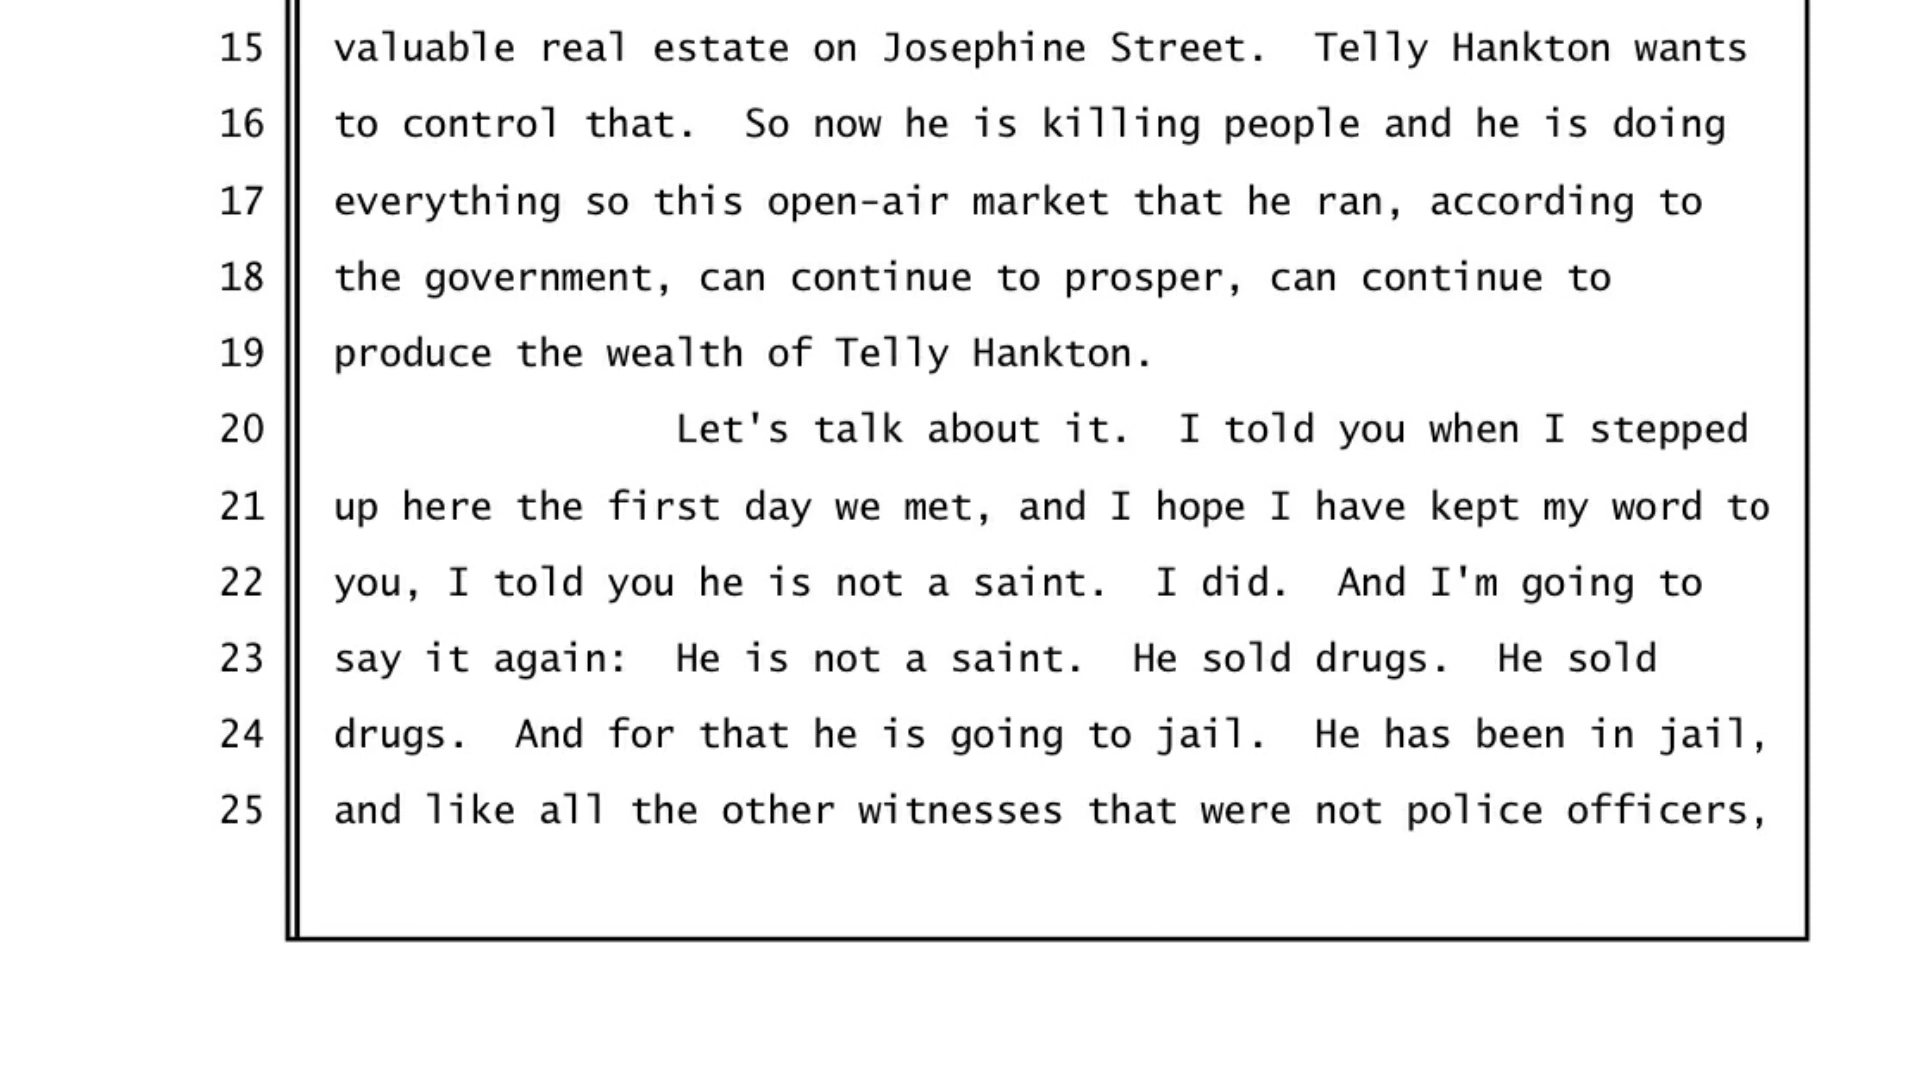 15 valuable real estate on Josephine Street.  Telly Hankton wants
16 to control that.  So now he is killing people and he is doing
17 everything so this open-air market that he ran, according to
18 the government, can continue to prosper, can continue to
19 produce the wealth of Telly Hankton.
20 Let's talk about it.  I told you when I stepped
21 up here the first day we met, and I hope I have kept my word to
22 you, I told you he is not a saint.  I did.  And I'm going to
23 say it again:  He is not a saint.  He sold drugs.  He sold
24 drugs.  And for that he is going to jail.  He has been in jail,
25 and like all the other witnesses that were not police officers,